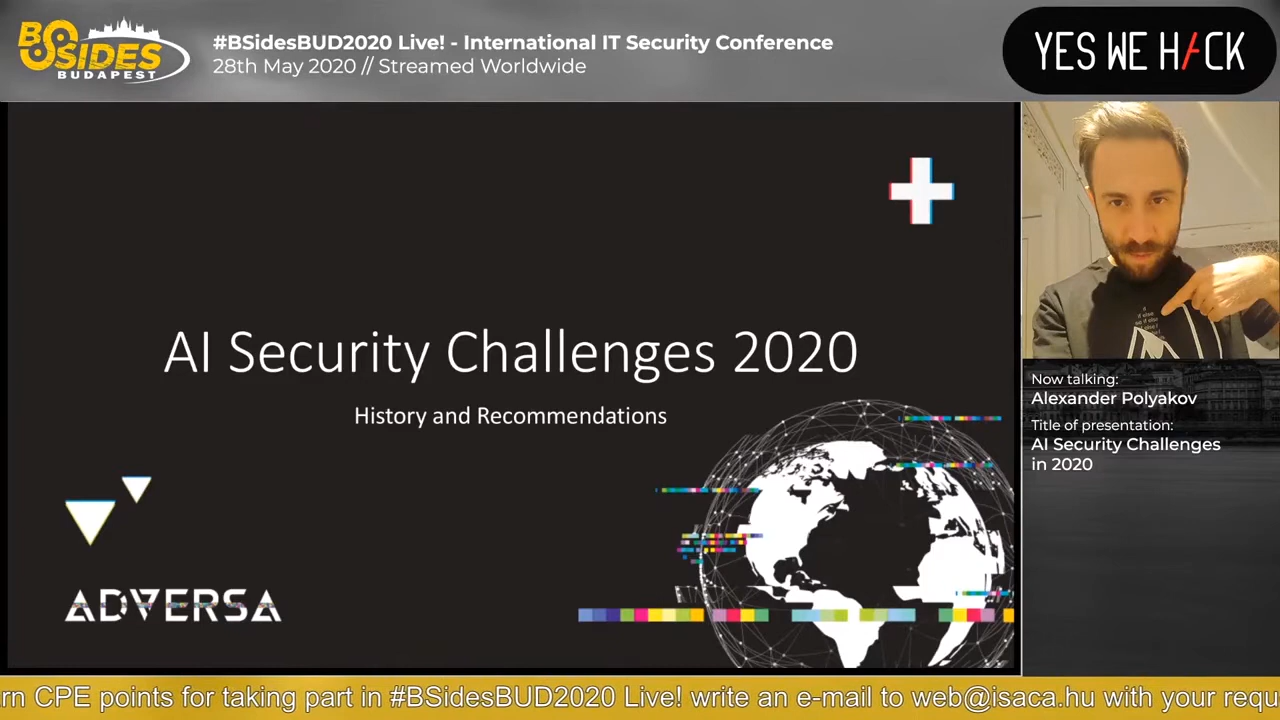 BSIDES
BUDAPEST
#BSidesBUD2020 Live! - International IT Security Conference
28th May 2020 // Streamed Worldwide
YES WE H/CK
AI Security Challenges 2020
History and Recommendations
ADVERSA
Now talking:
Alexander Polyakov
Title of presentation:
AI Security Challenges
in 2020
rn CPE points for taking part in #BSidesBUD2020 Live! write an e-mail to web@isaca.hu with your requ